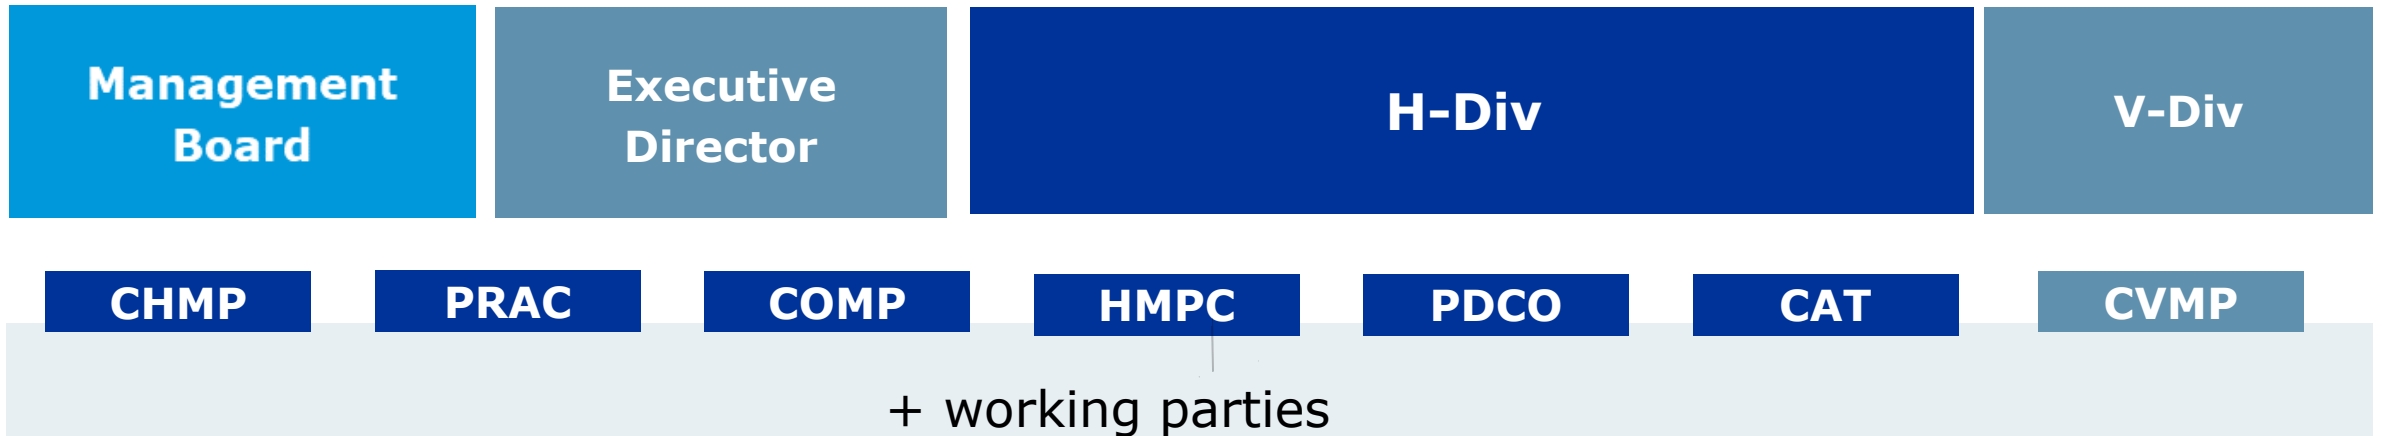 Management
Board
Executive
Director
H-Div
V-Div
CHMP
PRAC
COMP
HMPC
PDCO
CAT
CVMP
+ working parties